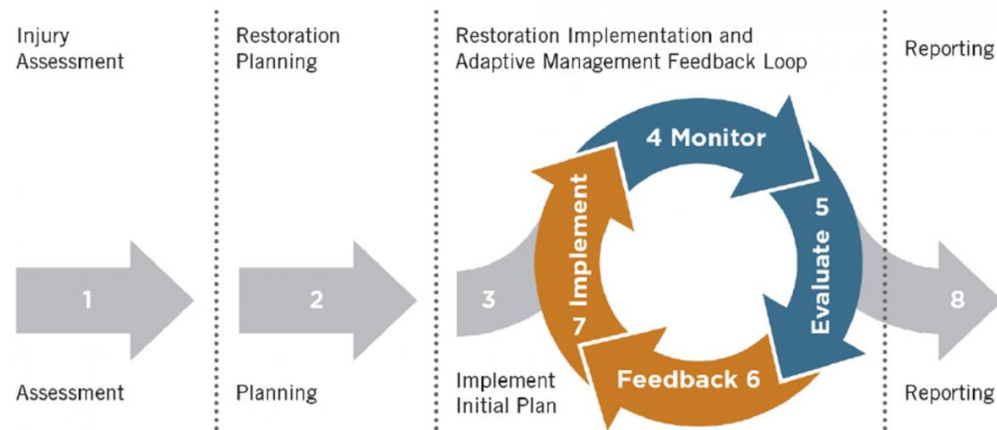 Injury
Assessment
Restoration
Planning
Restoration Implementation and
Adaptive Management Feedback Loop
Reporting
1
2
3
4 Monitor
Evaluate 5
Feedback 6
7 Implement
8
Assessment
Planning
Implement
Initial Plan
Reporting